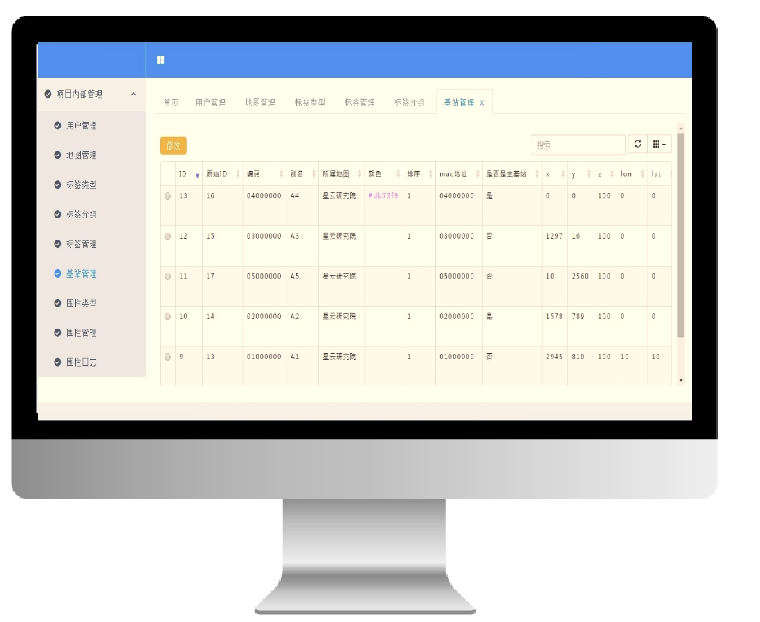 项目内部管理
首页 用户管理 地图管理 标签类型 标签管理 标签分组 基站管理 x
用户管理
地图管理
标签类型
标签分组
标签管理
基站管理
围栏类型
围栏管理
围栏日志
修改 搜索
ID 原始ID 编码 别名 所属地图 颜色 排序 mac地址 是否是主基站 x y z lon lat
13 16 04000000 A4 星云研究院 1 04000000 是 0 0 100 0 0
12 15 03000000 A3 星云研究院 1 03000000 否 1297 16 100 0 0
11 17 05000000 A5 星云研究院 1 05000000 否 10 2560 100 0 0
10 14 02000000 A2 星云研究院 1 02000000 1578 789 100 0 0
9 13 01000000 A1 星云研究院 1 01000000 否 2945 810 100 10 10